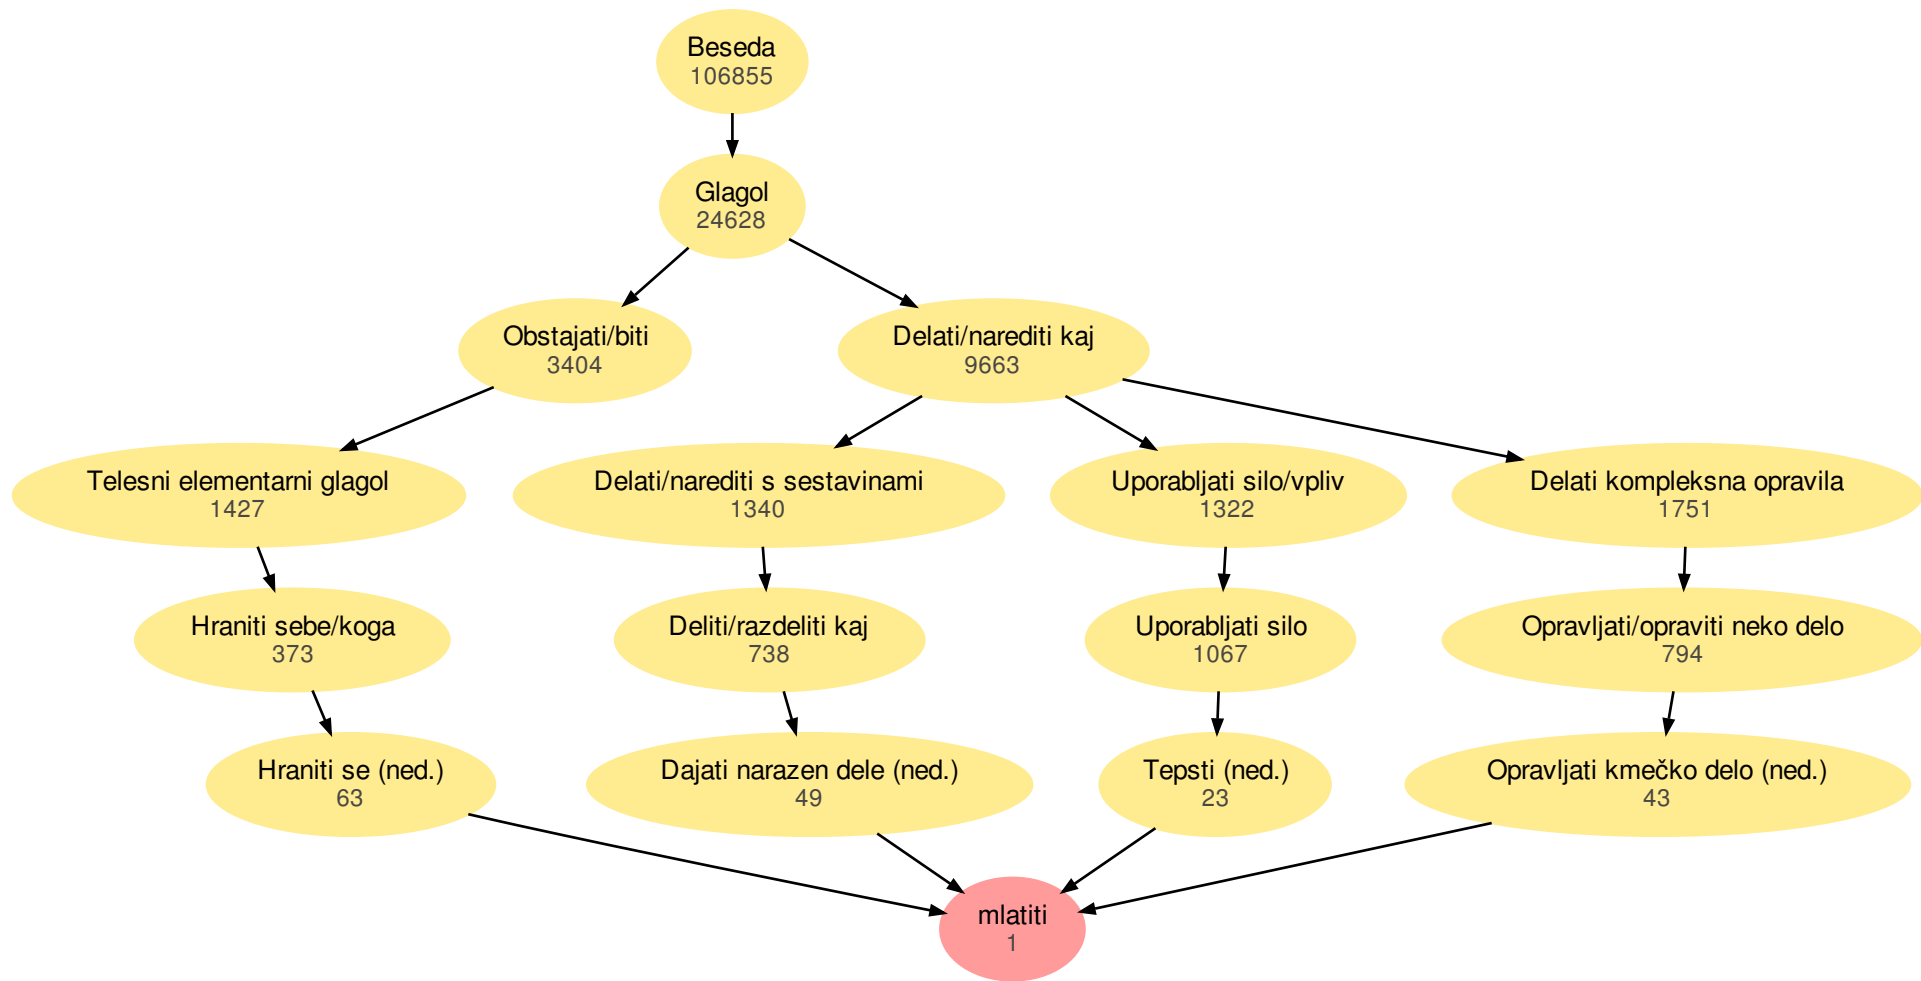 Beseda
106855
Glagol
24628
Obstajati/biti
3404
Delati/narediti kaj
9663
Telesni elementarni glagol
1427
Delati/narediti s sestavinami
1340
Uporabljati silo/vpliv
1322
Delati kompleksna opravila
1751
Hraniti sebe/koga
373
Deliti/razdeliti kaj
738
Uporabljati silo
1067
Opravljati/opraviti neko delo
794
Hraniti se (ned.)
63
Dajati narazen dele (ned.)
49
Tepsti (ned.)
23
Opravljati kmečko delo (ned.)
43
mlatiti
1